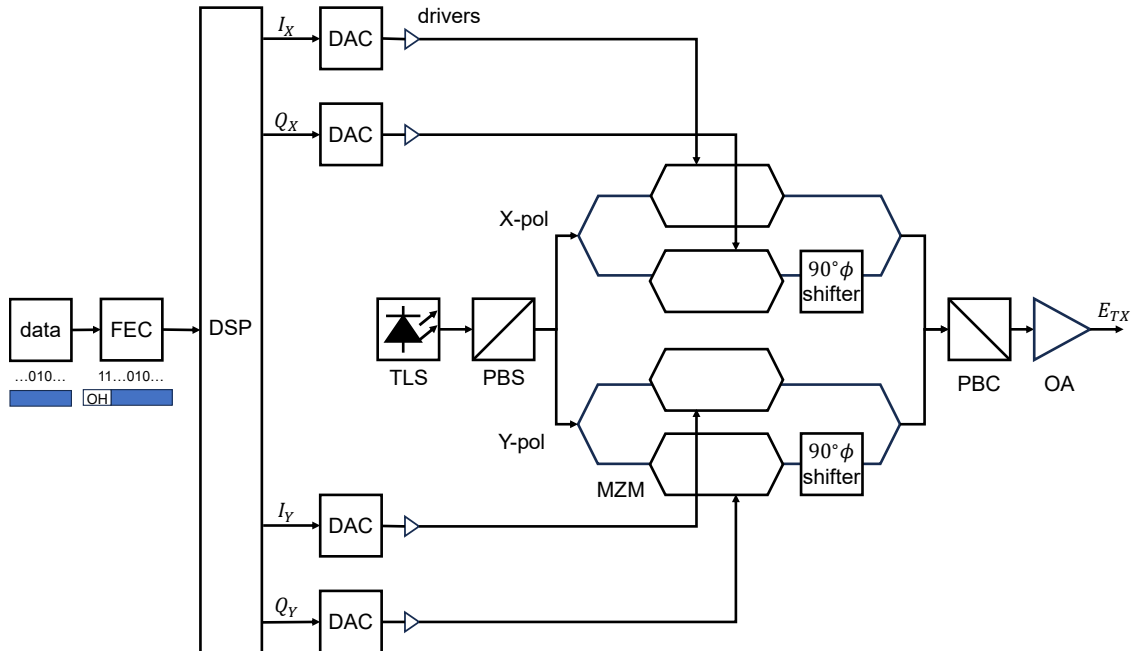 drivers
I_X
DAC
Q_X
DAC
X-pol
90°ϕ
shifter
data
FEC
DSP
...010...
11...010...
OH
TLS
PBS
PBC
OA
E_TX
Y-pol
90°ϕ
shifter
MZM
I_Y
DAC
Q_Y
DAC